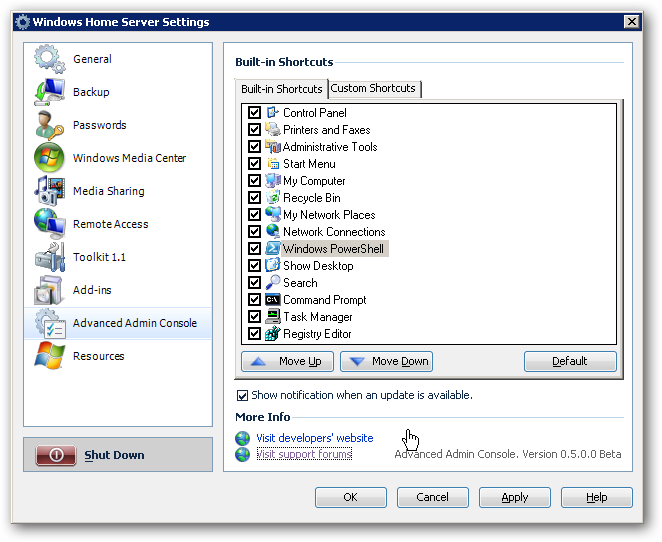 Windows Home Server Settings
General
Backup
Passwords
Windows Media Center
Media Sharing
Remote Access
Toolkit 1.1
Add-ins
Advanced Admin Console
Resources
Shut Down
Built-in Shortcuts
Built-in Shortcuts Custom Shortcuts
Control Panel
Printers and Faxes
Administrative Tools
Start Menu
My Computer
Recycle Bin
My Network Places
Network Connections
Windows PowerShell
Show Desktop
Search
Command Prompt
Task Manager
Registry Editor
Move Up Move Down Default
Show notification when an update is available.
More Info
Visit developers' website
Visit support forums Advanced Admin Console. Version 0.5.0.0 Beta
OK Cancel Apply Help